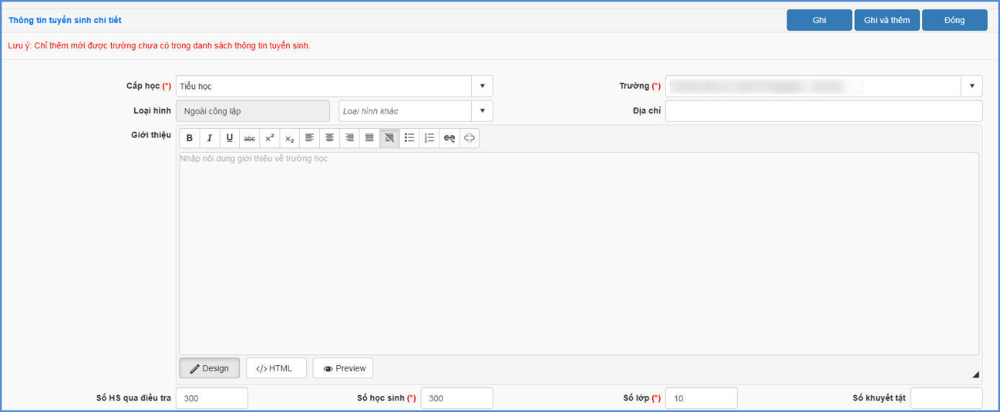 Thông tin tuyển sinh chi tiết Ghi Ghi và thêm Đóng
Lưu ý: Chỉ thêm mới được trường chưa có trong danh sách thông tin tuyển sinh.
Cấp học (*) Tiểu học Trường (*)
Loại hình Ngoài công lập Loại hình khác Địa chỉ
Giới thiệu B I U abc x² x₂
Nhập nội dung giới thiệu về trường học
Design </> HTML Preview
Số HS qua điều tra 300 Số học sinh (*) 300 Số lớp (*) 10 Số khuyết tật